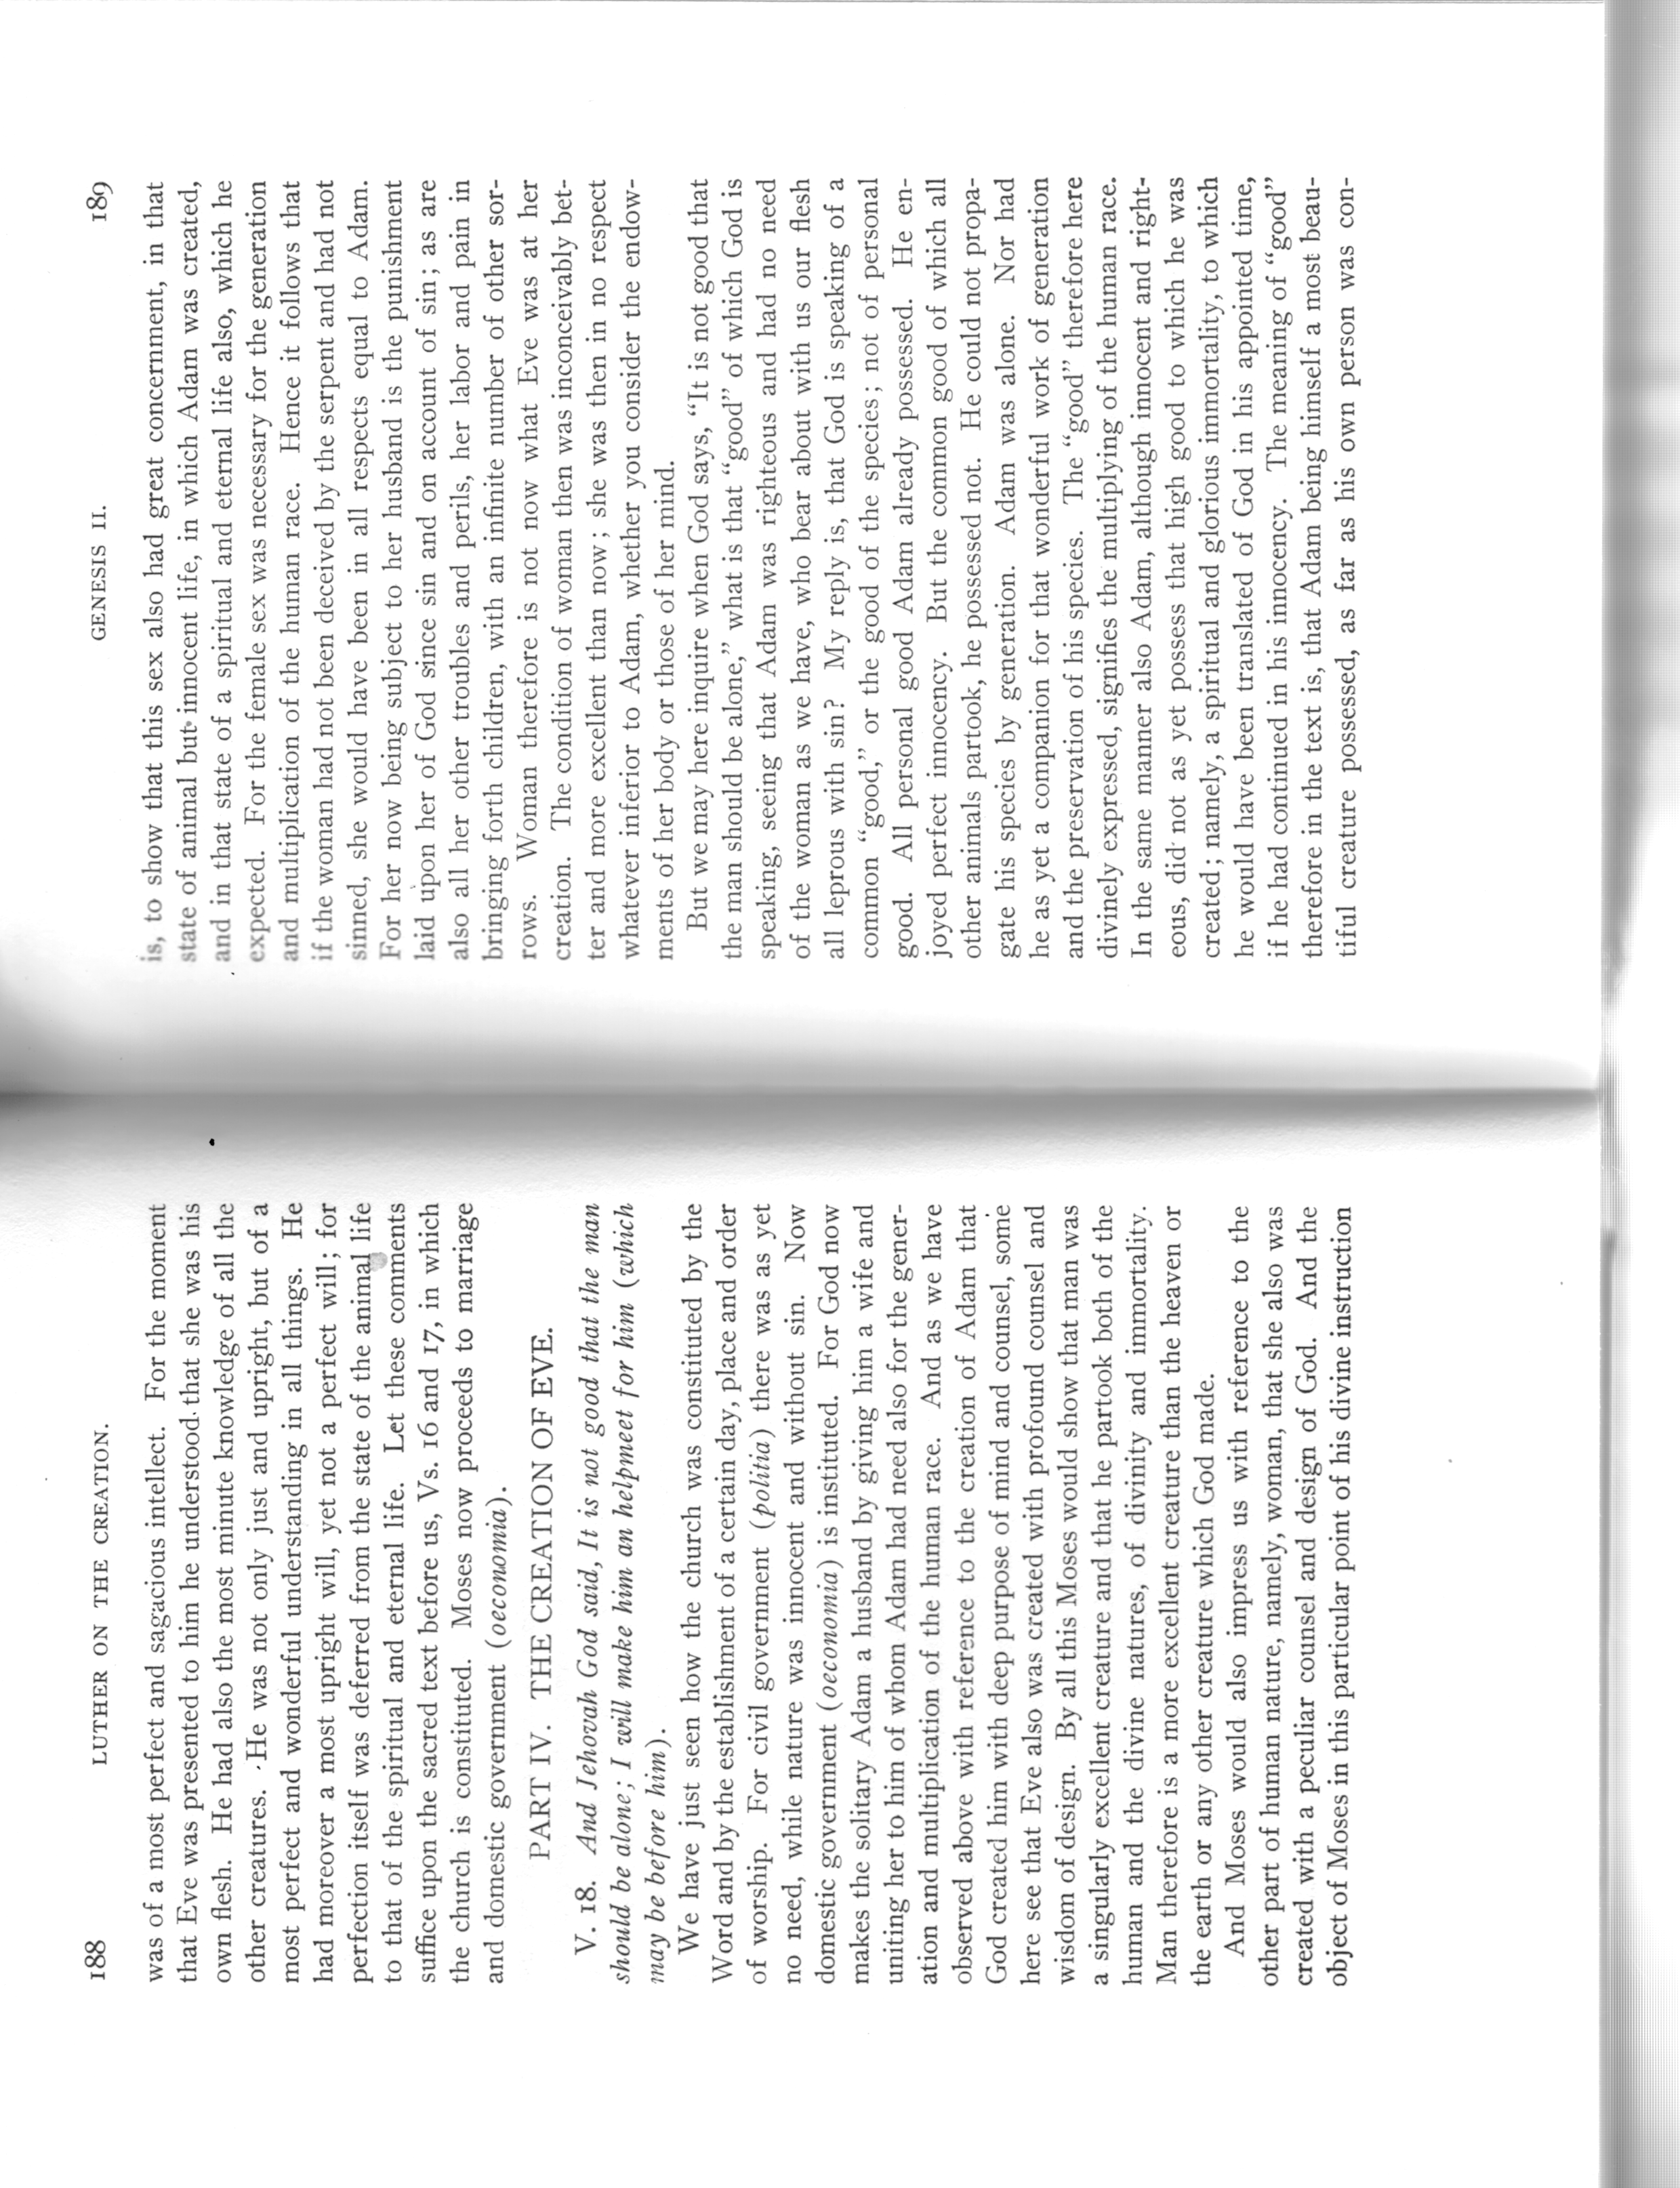 188 LUTHER ON THE CREATION.
was of a most perfect and sagacious intellect. For the moment
that Eve was presented to him he understood that she was his
own flesh. He had also the most minute knowledge of all the
other creatures. He was not only just and upright, but of a
most perfect and wonderful understanding in all things. He
had moreover a most upright will, yet not a perfect will; for
perfection itself was deferred from the state of the animal life
to that of the spiritual and eternal life. Let these comments
suffice upon the sacred text before us, Vs. 16 and 17, in which
the church is constituted. Moses now proceeds to marriage
and domestic government (oeconomia).
PART IV. THE CREATION OF EVE.
V. 18. And Jehovah God said, It is not good that the man
should be alone; I will make him an helpmeet for him (which
may be before him).
We have just seen how the church was constituted by the
Word and by the establishment of a certain day, place and order
of worship. For civil government (politia) there was as yet
no need, while nature was innocent and without sin. Now
domestic government (oeconomia) is instituted. For God now
makes the solitary Adam a husband by giving him a wife and
uniting her to him of whom Adam had need also for the gener-
ation and multiplication of the human race. And as we have
observed above with reference to the creation of Adam that
God created him with deep purpose of mind and counsel, some
here see that Eve also was created with profound counsel and
wisdom of design. By all this Moses would show that man was
a singularly excellent creature and that he partook both of the
human and the divine natures, of divinity and immortality.
Man therefore is a more excellent creature than the heaven or
the earth or any other creature which God made.
And Moses would also impress us with reference to the
other part of human nature, namely, woman, that she also was
created with a peculiar counsel and design of God. And the
object of Moses in this particular point of his divine instruction
GENESIS II. 189
is, to show that this sex also had great concernment, in that
state of animal but innocent life, in which Adam was created,
and in that state of a spiritual and eternal life also, which he
expected. For the female sex was necessary for the generation
and multiplication of the human race. Hence it follows that
if the woman had not been deceived by the serpent and had not
sinned, she would have been in all respects equal to Adam.
For her now being subject to her husband is the punishment
laid upon her of God since sin and on account of sin; as are
also all her other troubles and perils, her labor and pain in
bringing forth children, with an infinite number of other sor-
rows. Woman therefore is not now what Eve was at her
creation. The condition of woman then was inconceivably bet-
ter and more excellent than now; she was then in no respect
whatever inferior to Adam, whether you consider the endow-
ments of her body or those of her mind.
But we may here inquire when God says, "It is not good that
the man should be alone," what is that "good" of which God is
speaking, seeing that Adam was righteous and had no need
of the woman as we have, who bear about with us our flesh
all leprous with sin? My reply is, that God is speaking of a
common "good," or the good of the species; not of personal
good. All personal good Adam already possessed. He en-
joyed perfect innocency. But the common good of which all
other animals partook, he possessed not. He could not propa-
gate his species by generation. Adam was alone. Nor had
he as yet a companion for that wonderful work of generation
and the preservation of his species. The "good" therefore here
divinely expressed, signifies the multiplying of the human race.
In the same manner also Adam, although innocent and right-
eous, did not as yet possess that high good to which he was
created; namely, a spiritual and glorious immortality, to which
he would have been translated of God in his appointed time,
if he had continued in his innocency. The meaning of "good"
therefore in the text is, that Adam being himself a most beau-
tiful creature possessed, as far as his own person was con-